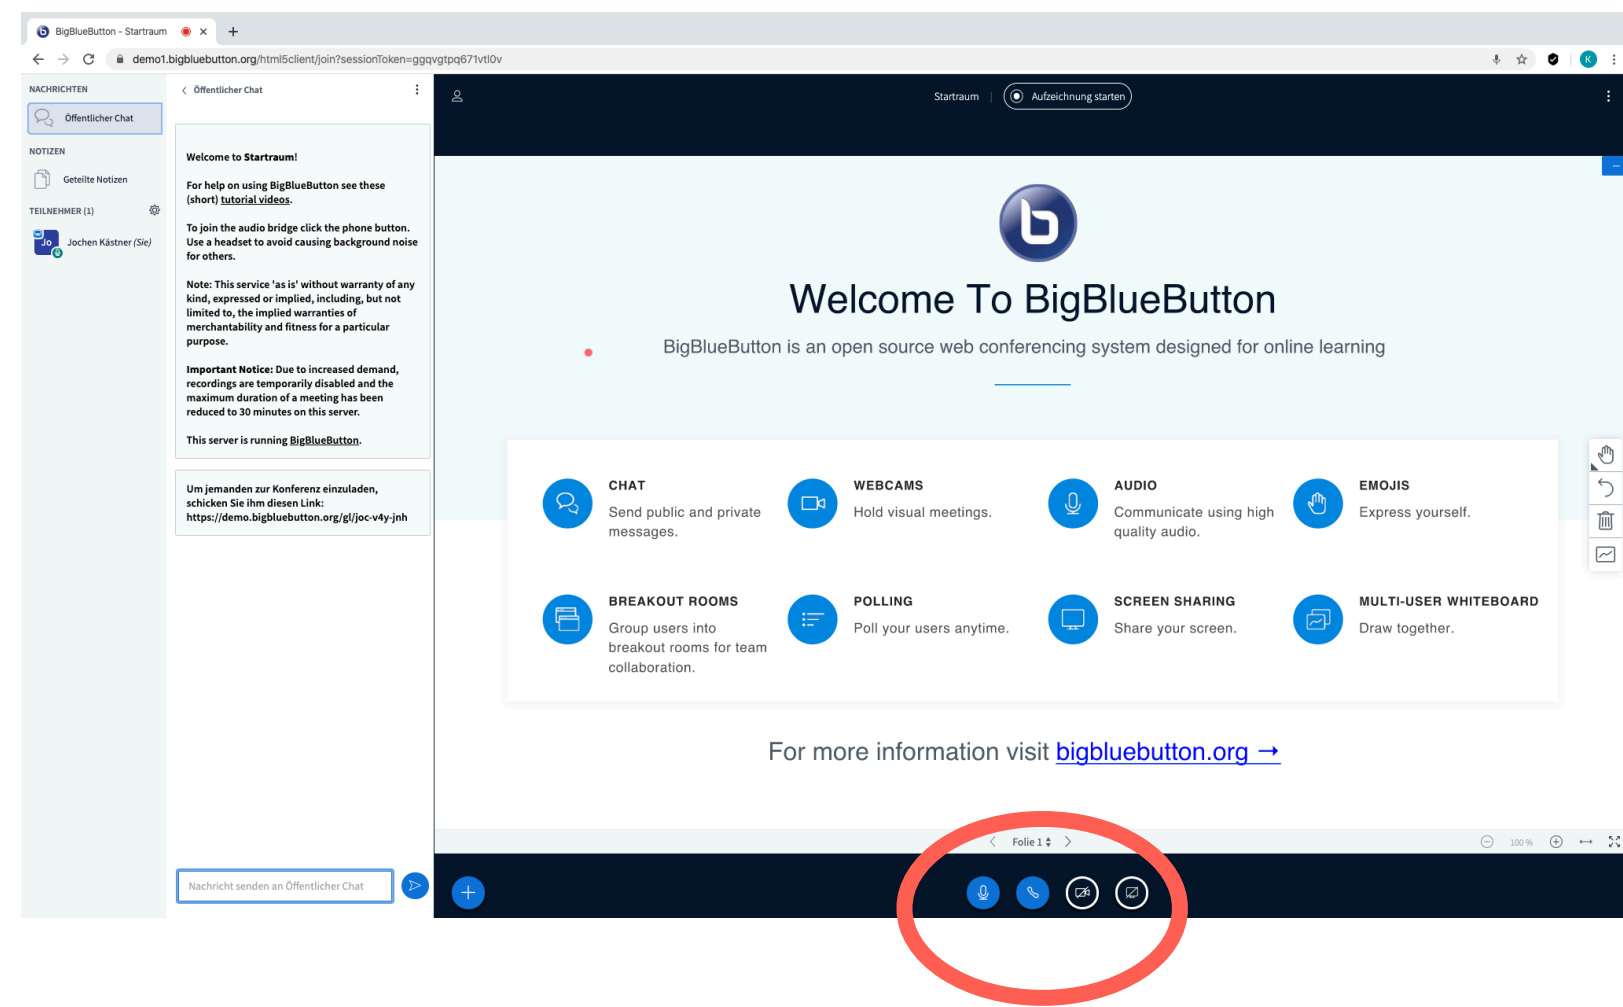 BigBlueButton - Startraum
demo1.bigbluebutton.org/html5client/join?sessionToken=ggqvgtpq671vtl0v
K
NACHRICHTEN
Öffentlicher Chat
NOTIZEN
Geteilte Notizen
TEILNEHMER (1)
Jo
Jochen Kästner (Sie)
Öffentlicher Chat
Welcome to Startraum!
For help on using BigBlueButton see these
(short) tutorial videos.
To join the audio bridge click the phone button.
Use a headset to avoid causing background noise
for others.
Note: This service 'as is' without warranty of any
kind, expressed or implied, including, but not
limited to, the implied warranties of
merchantability and fitness for a particular
purpose.
Important Notice: Due to increased demand,
recordings are temporarily disabled and the
maximum duration of a meeting has been
reduced to 30 minutes on this server.
This server is running BigBlueButton.
Um jemanden zur Konferenz einzuladen,
schicken Sie ihm diesen Link:
https://demo.bigbluebutton.org/gl/joc-v4y-jnh
Nachricht senden an Öffentlicher Chat
Startraum | Aufzeichnung starten
b
Welcome To BigBlueButton
BigBlueButton is an open source web conferencing system designed for online learning
CHAT
Send public and private
messages.
WEBCAMS
Hold visual meetings.
AUDIO
Communicate using high
quality audio.
EMOJIS
Express yourself.
BREAKOUT ROOMS
Group users into
breakout rooms for team
collaboration.
POLLING
Poll your users anytime.
SCREEN SHARING
Share your screen.
MULTI-USER WHITEBOARD
Draw together.
For more information visit bigbluebutton.org →
Folie 1
100 %